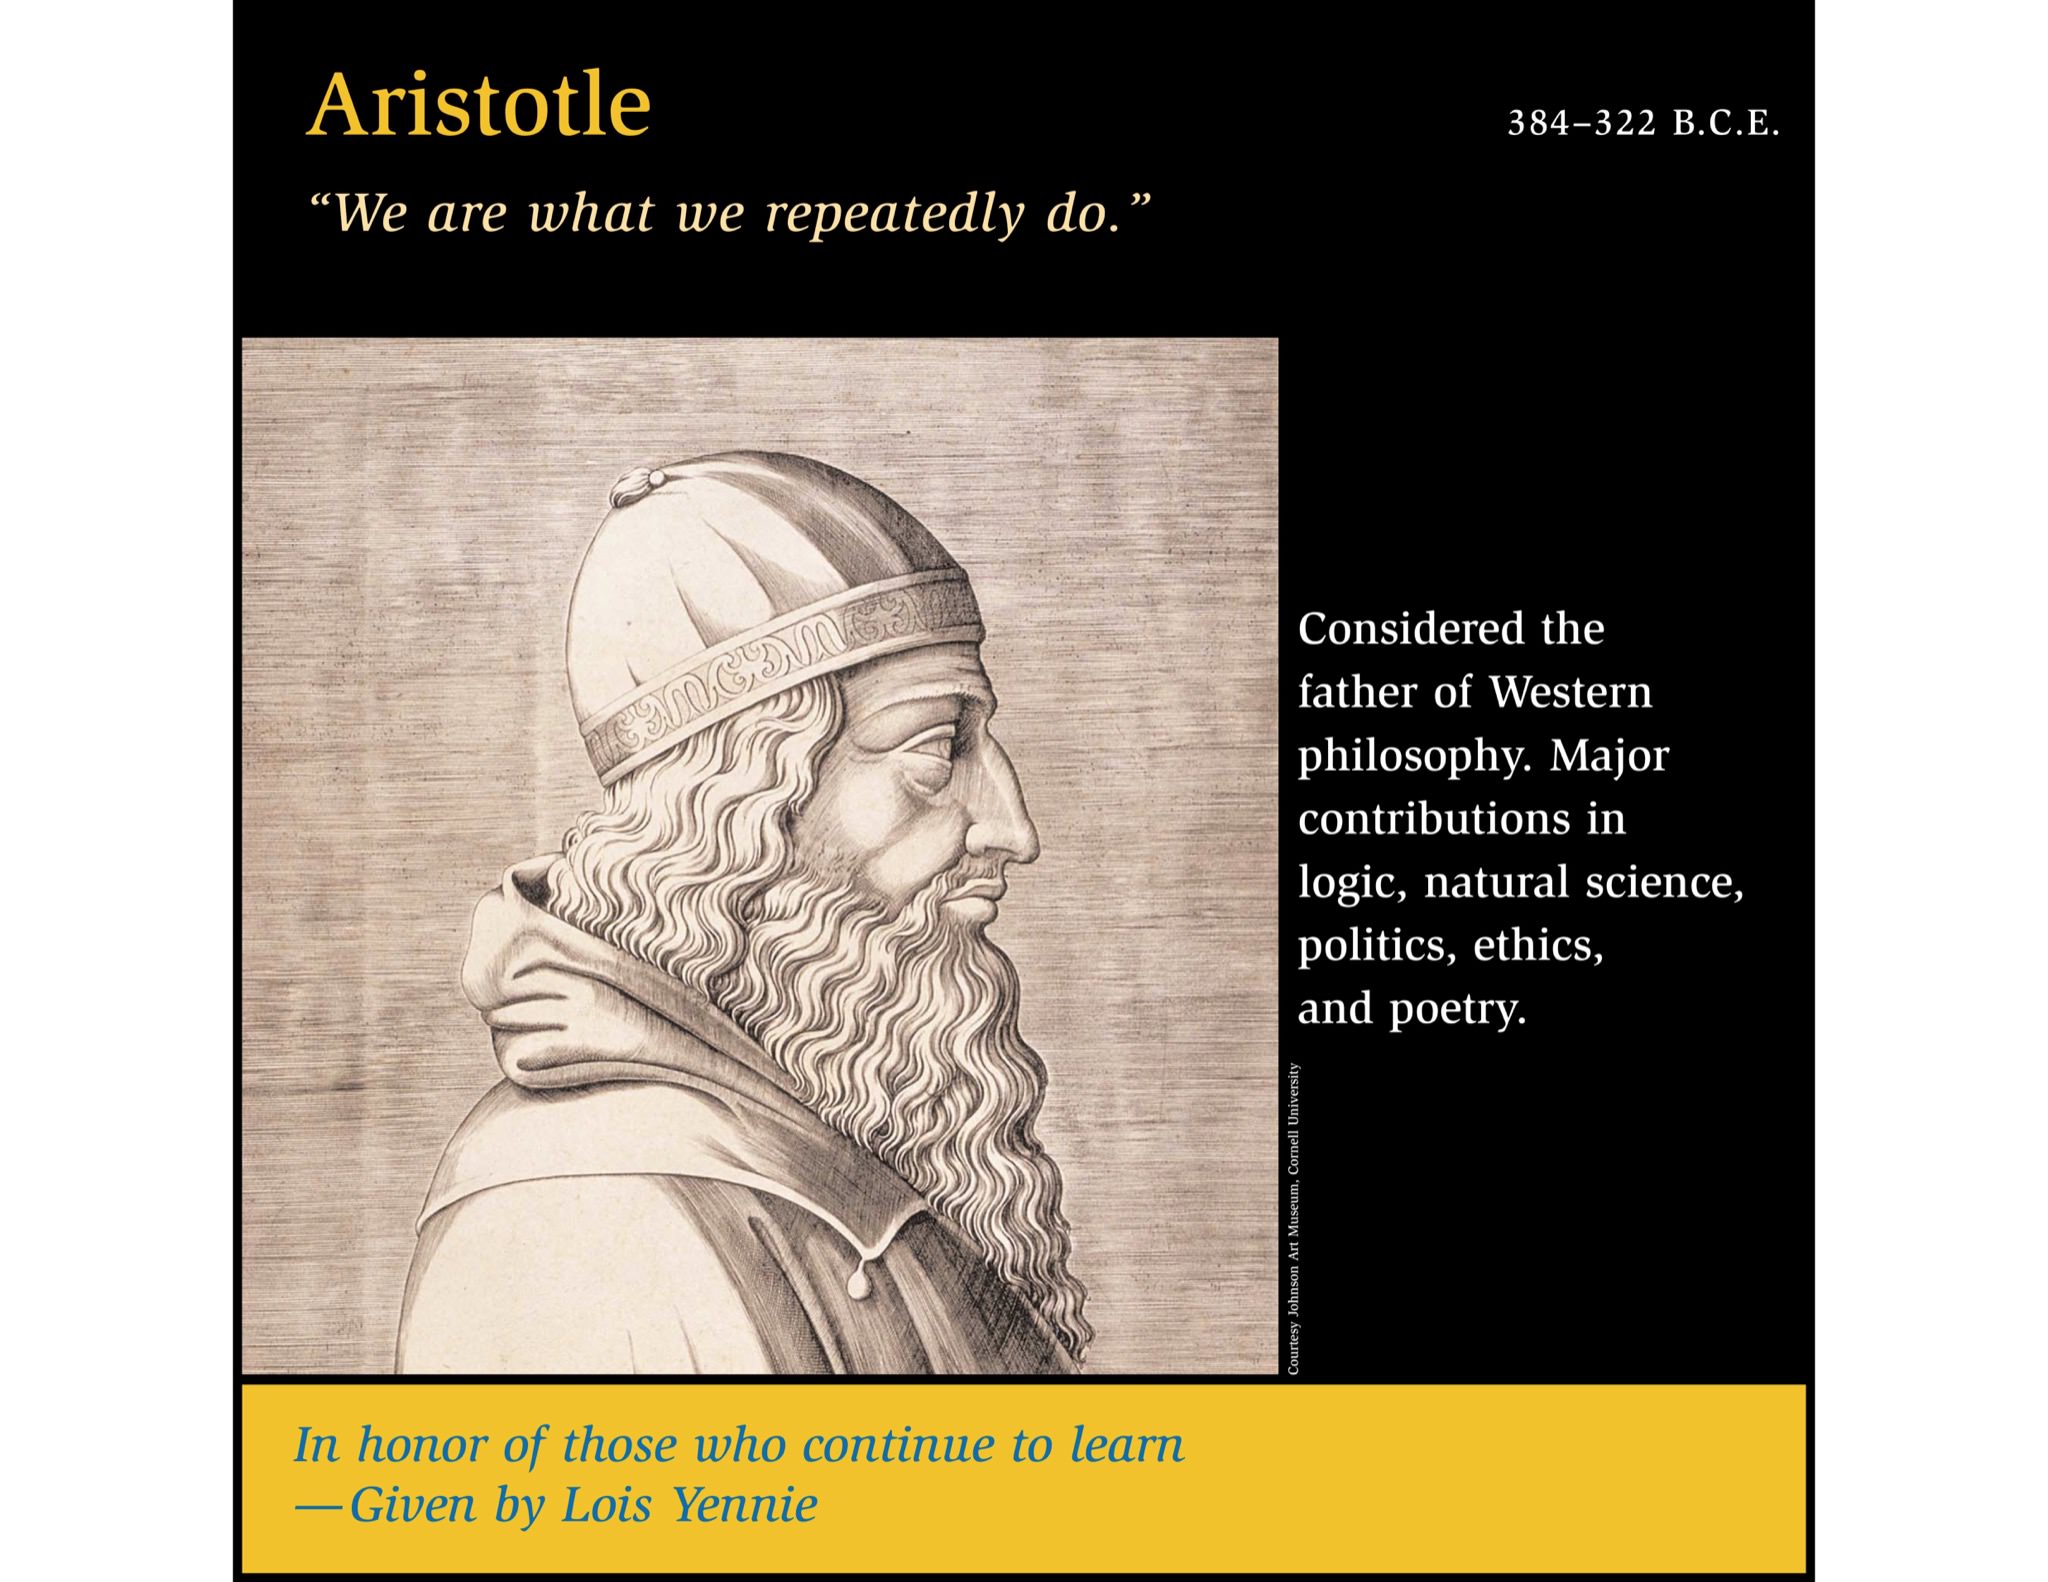 Aristotle
384–322 B.C.E.
“We are what we repeatedly do.”
Considered the
father of Western
philosophy. Major
contributions in
logic, natural science,
politics, ethics,
and poetry.
Courtesy Johnson Art Museum, Cornell University
In honor of those who continue to learn
—Given by Lois Yennie